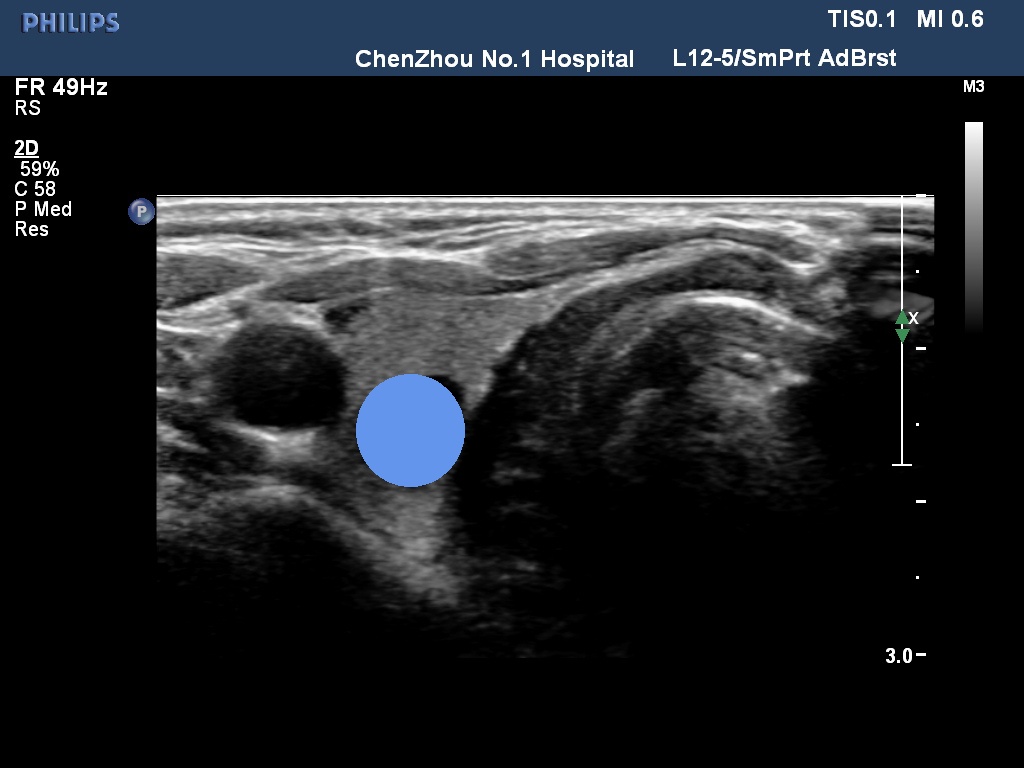 PHILIPS
TIS0.1 MI 0.6
ChenZhou No.1 Hospital L12-5/SmPrt AdBrst
FR 49Hz
RS
M3
2D
59%
C 58
P Med
Res
P
X
3.0